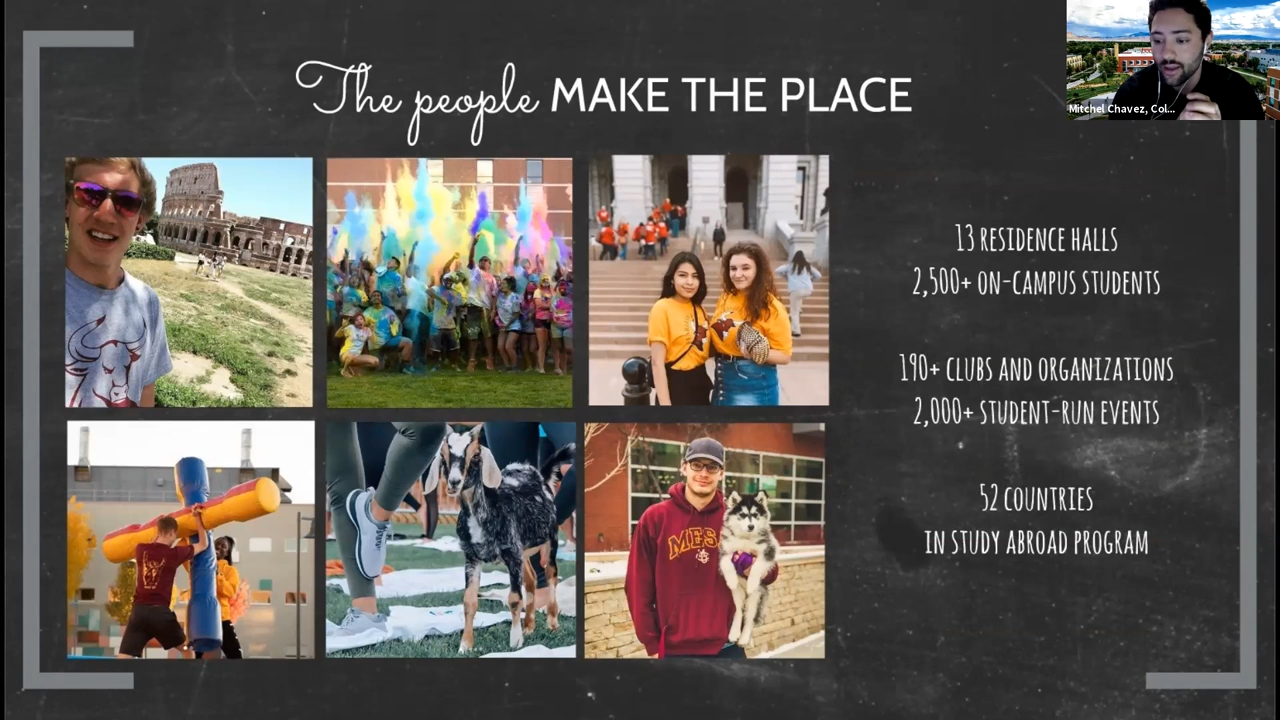 The people MAKE THE PLACE
Mitchel Chavez, Col...
13 RESIDENCE HALLS
2,500+ ON-CAMPUS STUDENTS
190+ CLUBS AND ORGANIZATIONS
2,000+ STUDENT-RUN EVENTS
52 COUNTRIES
IN STUDY ABROAD PROGRAM